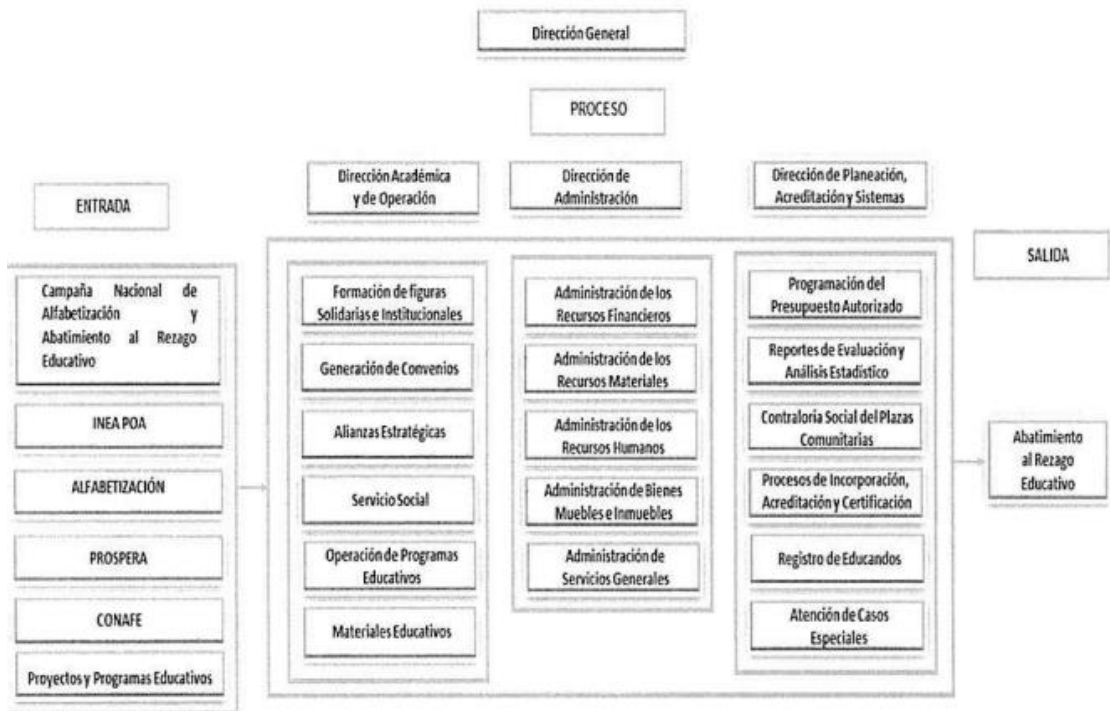 Dirección General
PROCESO
Dirección Académica
y de Operación
Dirección de
Administración
Dirección de Planeación,
Acreditación y Sistemas
ENTRADA
SALIDA
Campaña Nacional de
Alfabetización y
Abatimiento al Rezago
Educativo
INEA POA
ALFABETIZACIÓN
PROSPERA
CONAFE
Proyectos y Programas Educativos
Formación de figuras
Solidarias e Institucionales
Generación de Convenios
Alianzas Estratégicas
Servicio Social
Operación de Programas
Educativos
Materiales Educativos
Administración de los
Recursos Financieros
Administración de los
Recursos Materiales
Administración de los
Recursos Humanos
Administración de Bienes
Muebles e Inmuebles
Administración de
Servicios Generales
Programación del
Presupuesto Autorizado
Reportes de Evaluación y
Análisis Estadístico
Contraloría Social del Plazas
Comunitarias
Procesos de Incorporación,
Acreditación y Certificación
Registro de Educandos
Atención de Casos
Especiales
Abatimiento
al Rezago
Educativo